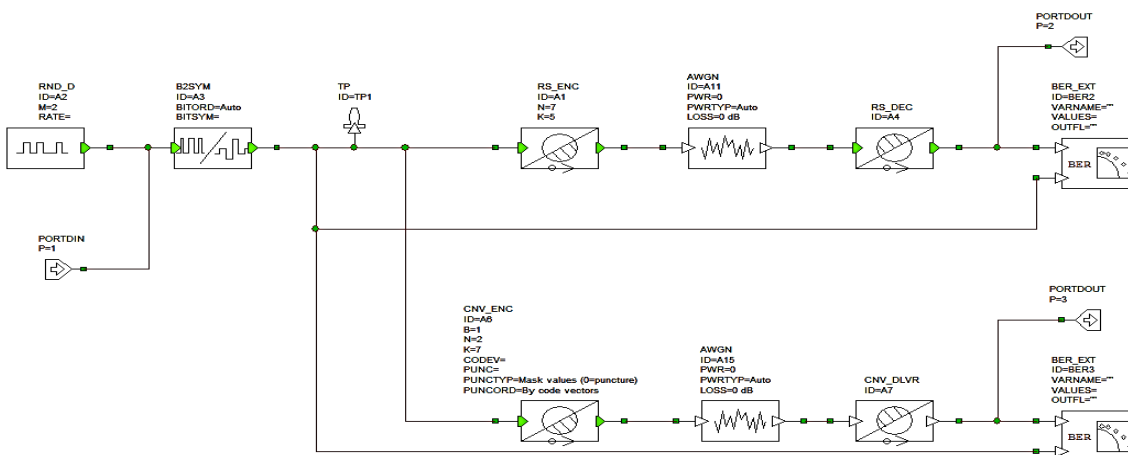 PORTDOUT
P=2
RND_D
ID=A2
M=2
RATE=
B2SYM
ID=A3
BITORD=Auto
BITSYM=
TP
ID=TP1
RS_ENC
ID=A1
N=7
K=5
AWGN
ID=A11
PWR=0
PWRTYP=Auto
LOSS=0 dB
RS_DEC
ID=A4
BER_EXT
ID=BER2
VARNAME=""
VALUES=
OUTFL=""
BER
PORTDIN
P=1
PORTDOUT
P=3
CNV_ENC
ID=A6
B=1
N=2
K=7
CODEV=
PUNC=
PUNCTYP=Mask values (0=puncture)
PUNCORD=By code vectors
AWGN
ID=A15
PWR=0
PWRTYP=Auto
LOSS=0 dB
CNV_DLVR
ID=A7
BER_EXT
ID=BER3
VARNAME=""
VALUES=
OUTFL=""
BER